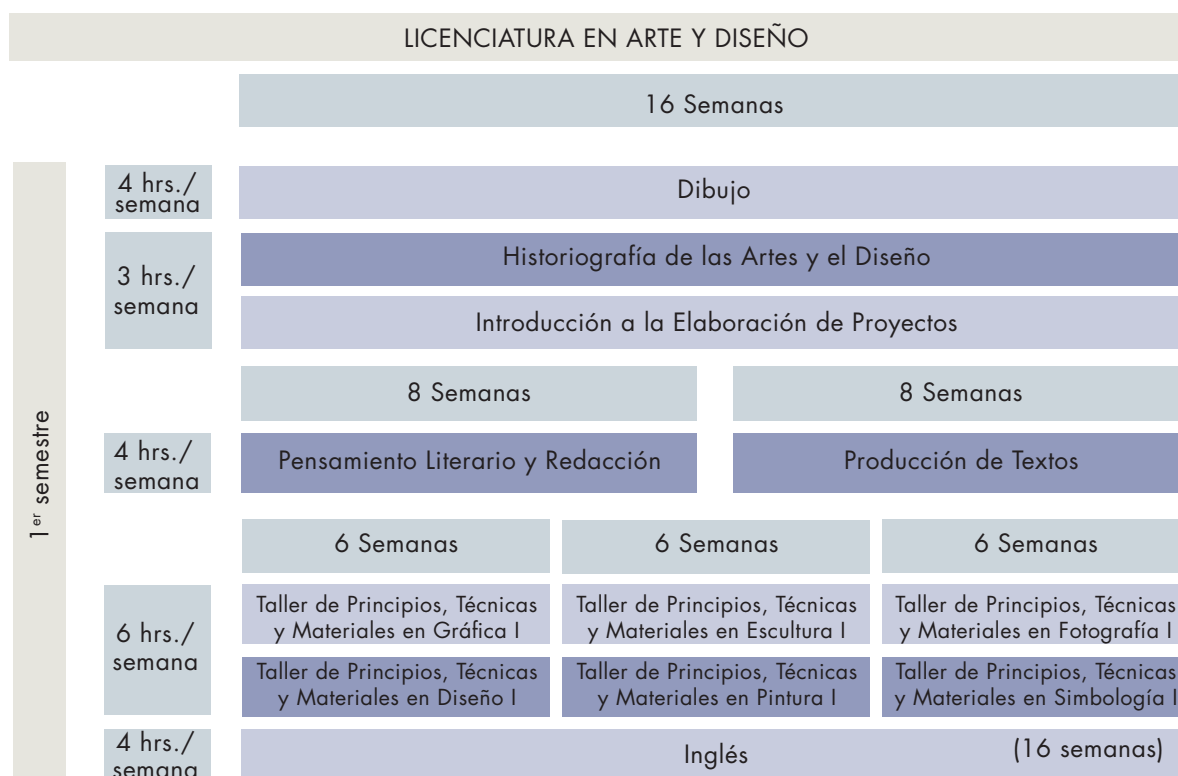 LICENCIATURA EN ARTE Y DISEÑO
16 Semanas
1er semestre
4 hrs./
semana
Dibujo
3 hrs./
semana
Historiografía de las Artes y el Diseño
Introducción a la Elaboración de Proyectos
8 Semanas
8 Semanas
4 hrs./
semana
Pensamiento Literario y Redacción
Producción de Textos
6 Semanas
6 Semanas
6 Semanas
6 hrs./
semana
Taller de Principios, Técnicas
y Materiales en Gráfica I
Taller de Principios, Técnicas
y Materiales en Escultura I
Taller de Principios, Técnicas
y Materiales en Fotografía I
Taller de Principios, Técnicas
y Materiales en Diseño I
Taller de Principios, Técnicas
y Materiales en Pintura I
Taller de Principios, Técnicas
y Materiales en Simbología I
4 hrs./
semana
Inglés
(16 semanas)